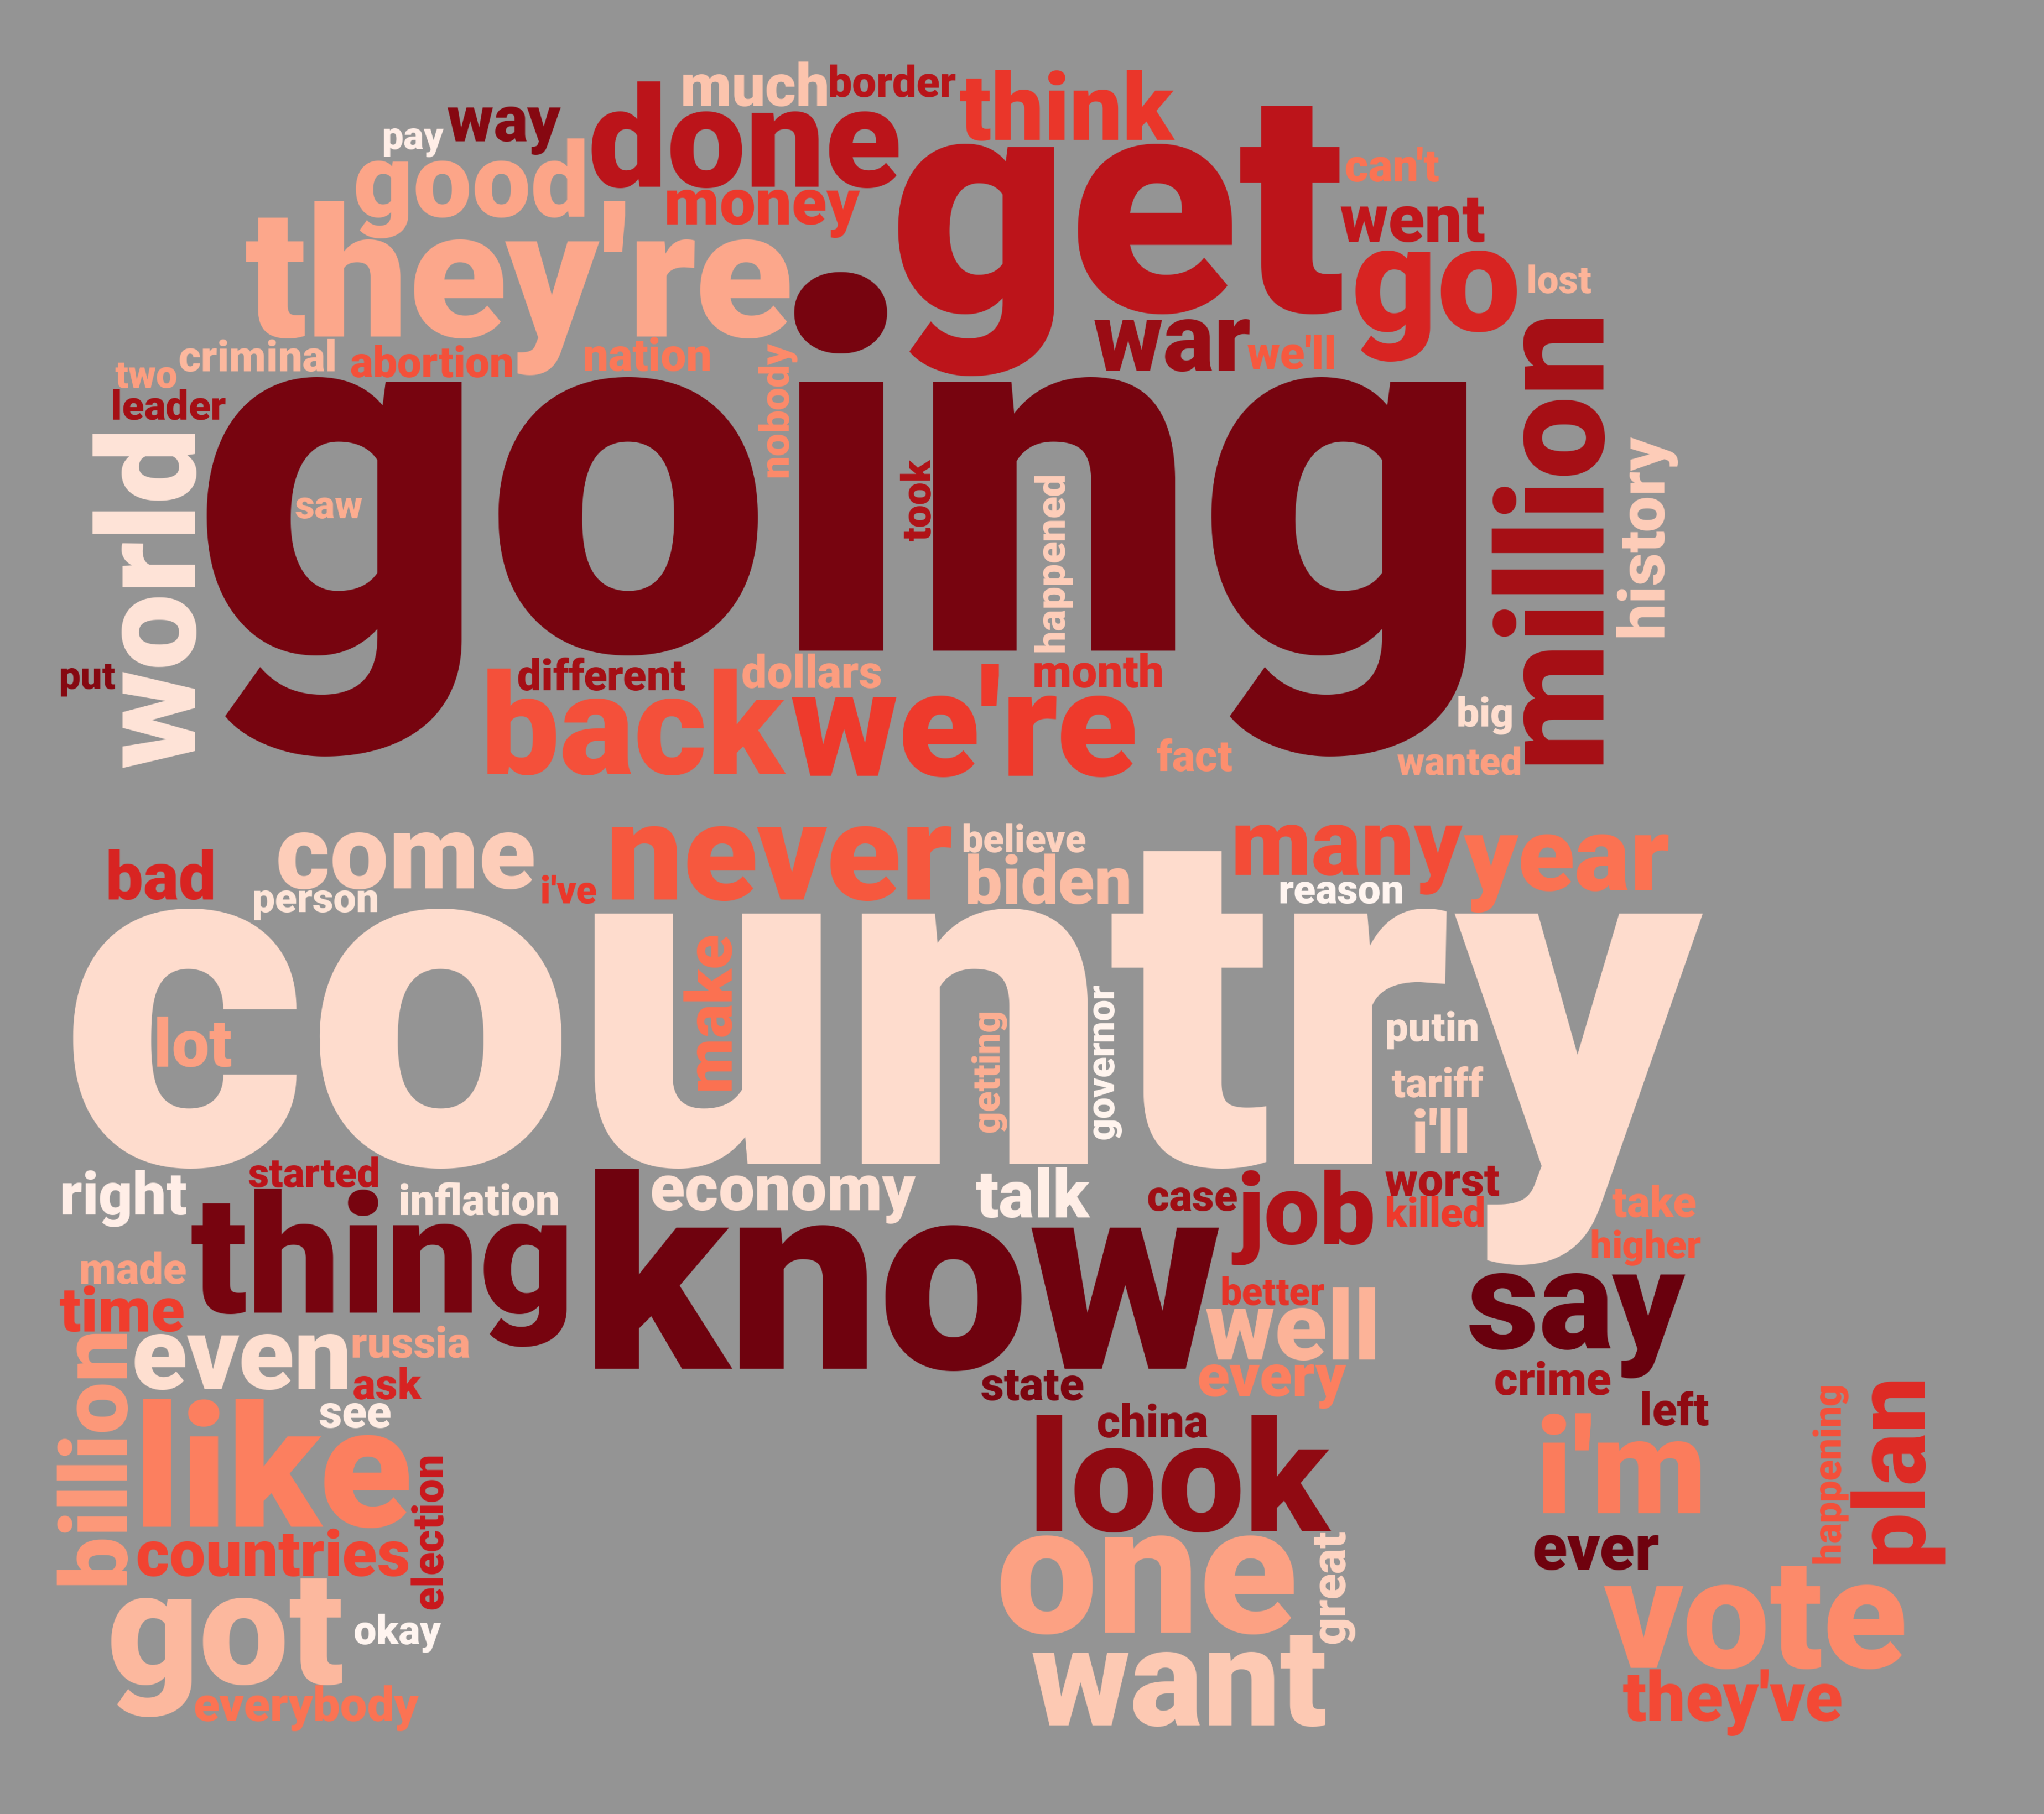 much border think
pay way done get can't
good money went
they're go lost
two criminal abortion nation nobody war we'll
leader
world going million history
saw took happened
put different dollars month big
back we're fact wanted
bad come i've never believe many year
person biden reason
country
lot make getting governor putin
tariff
i'll
right started inflation economy talk case job worst take
killed
thing know higher
made better say
time well
billion even russia every
ask state crime
see china left
like look i'm happening plan
election
countries one great ever
got okay want vote
everybody they've